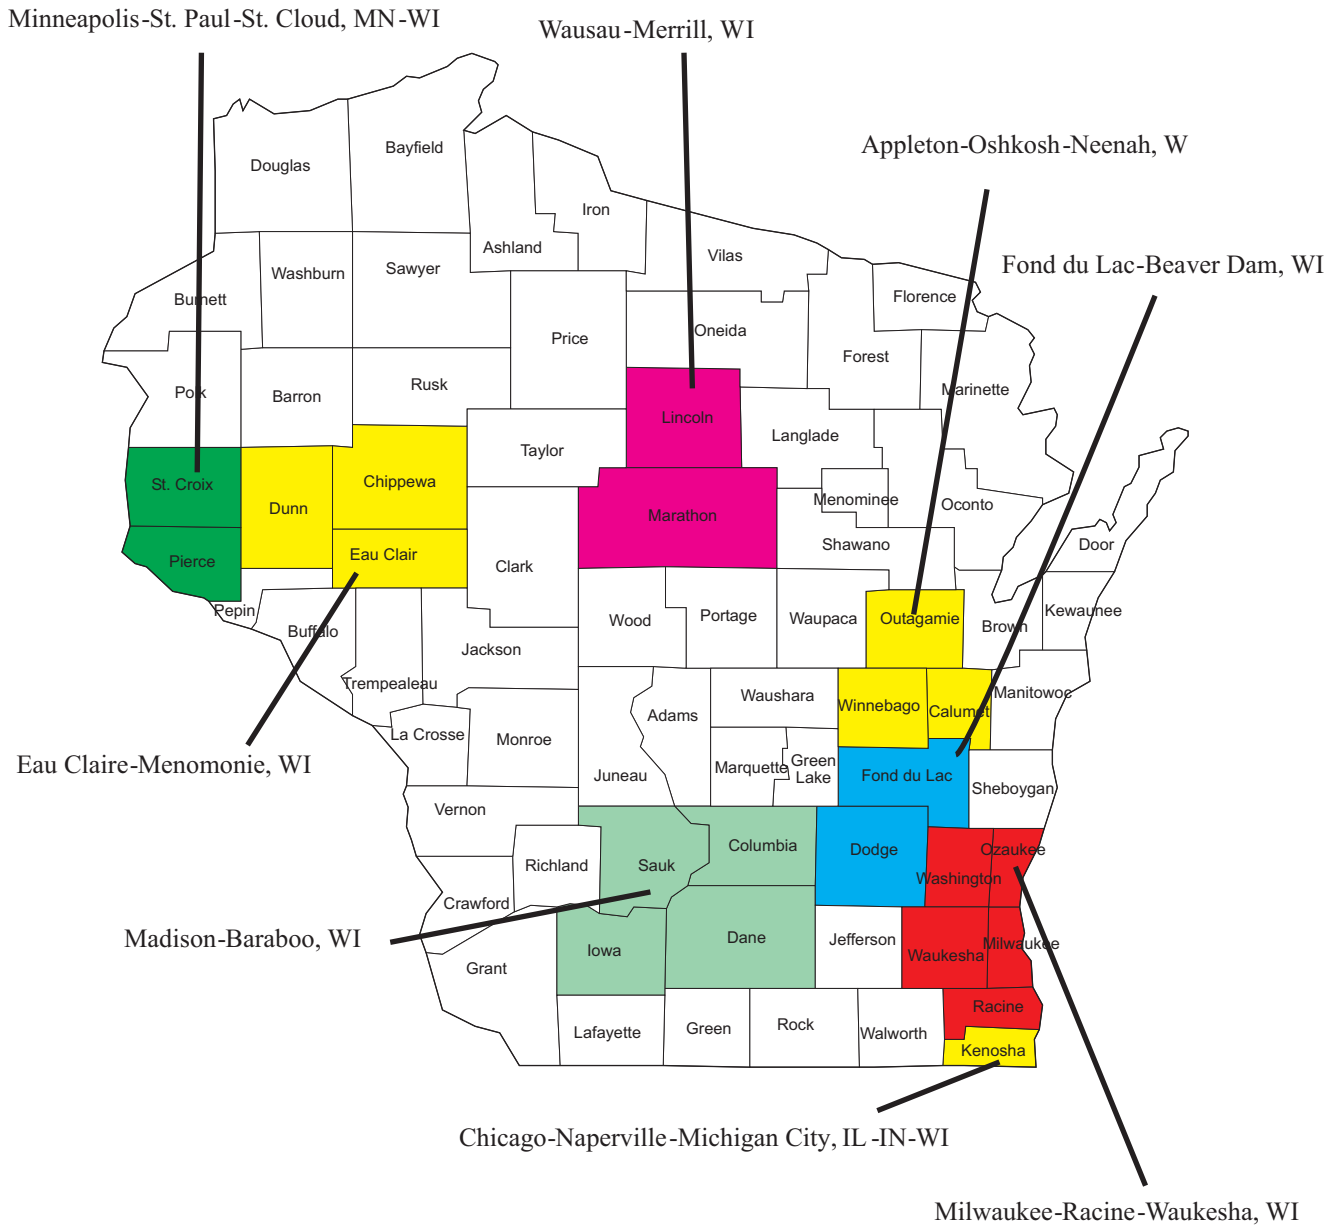 Minneapolis-St. Paul-St. Cloud, MN-WI
Wausau-Merrill, WI
Appleton-Oshkosh-Neenah, W
Fond du Lac-Beaver Dam, WI
Bayfield
Douglas
Iron
Ashland
Vilas
Sawyer
Washburn
Burnett
Florence
Oneida
Price
Forest
Rusk
Marinette
Polk
Barron
Lincoln
Langlade
Taylor
Chippewa
St. Croix
Menominee
Oconto
Dunn
Marathon
Shawano
Door
Eau Clair
Pierce
Clark
Pepin
Kewaunee
Portage
Waupaca
Outagamie
Wood
Brown
Buffalo
Jackson
Trempealeau
Manitowoc
Waushara
Winnebago
Calumet
Adams
La Crosse
Monroe
Green
Lake
Marquette
Juneau
Fond du Lac
Sheboygan
Eau Claire-Menomonie, WI
Vernon
Columbia
Dodge
Ozaukee
Richland
Sauk
Washington
Crawford
Madison-Baraboo, WI
Dane
Jefferson
Milwaukee
Iowa
Waukesha
Grant
Racine
Lafayette
Green
Rock
Walworth
Kenosha
Chicago-Naperville-Michigan City, IL-IN-WI
Milwaukee-Racine-Waukesha, WI